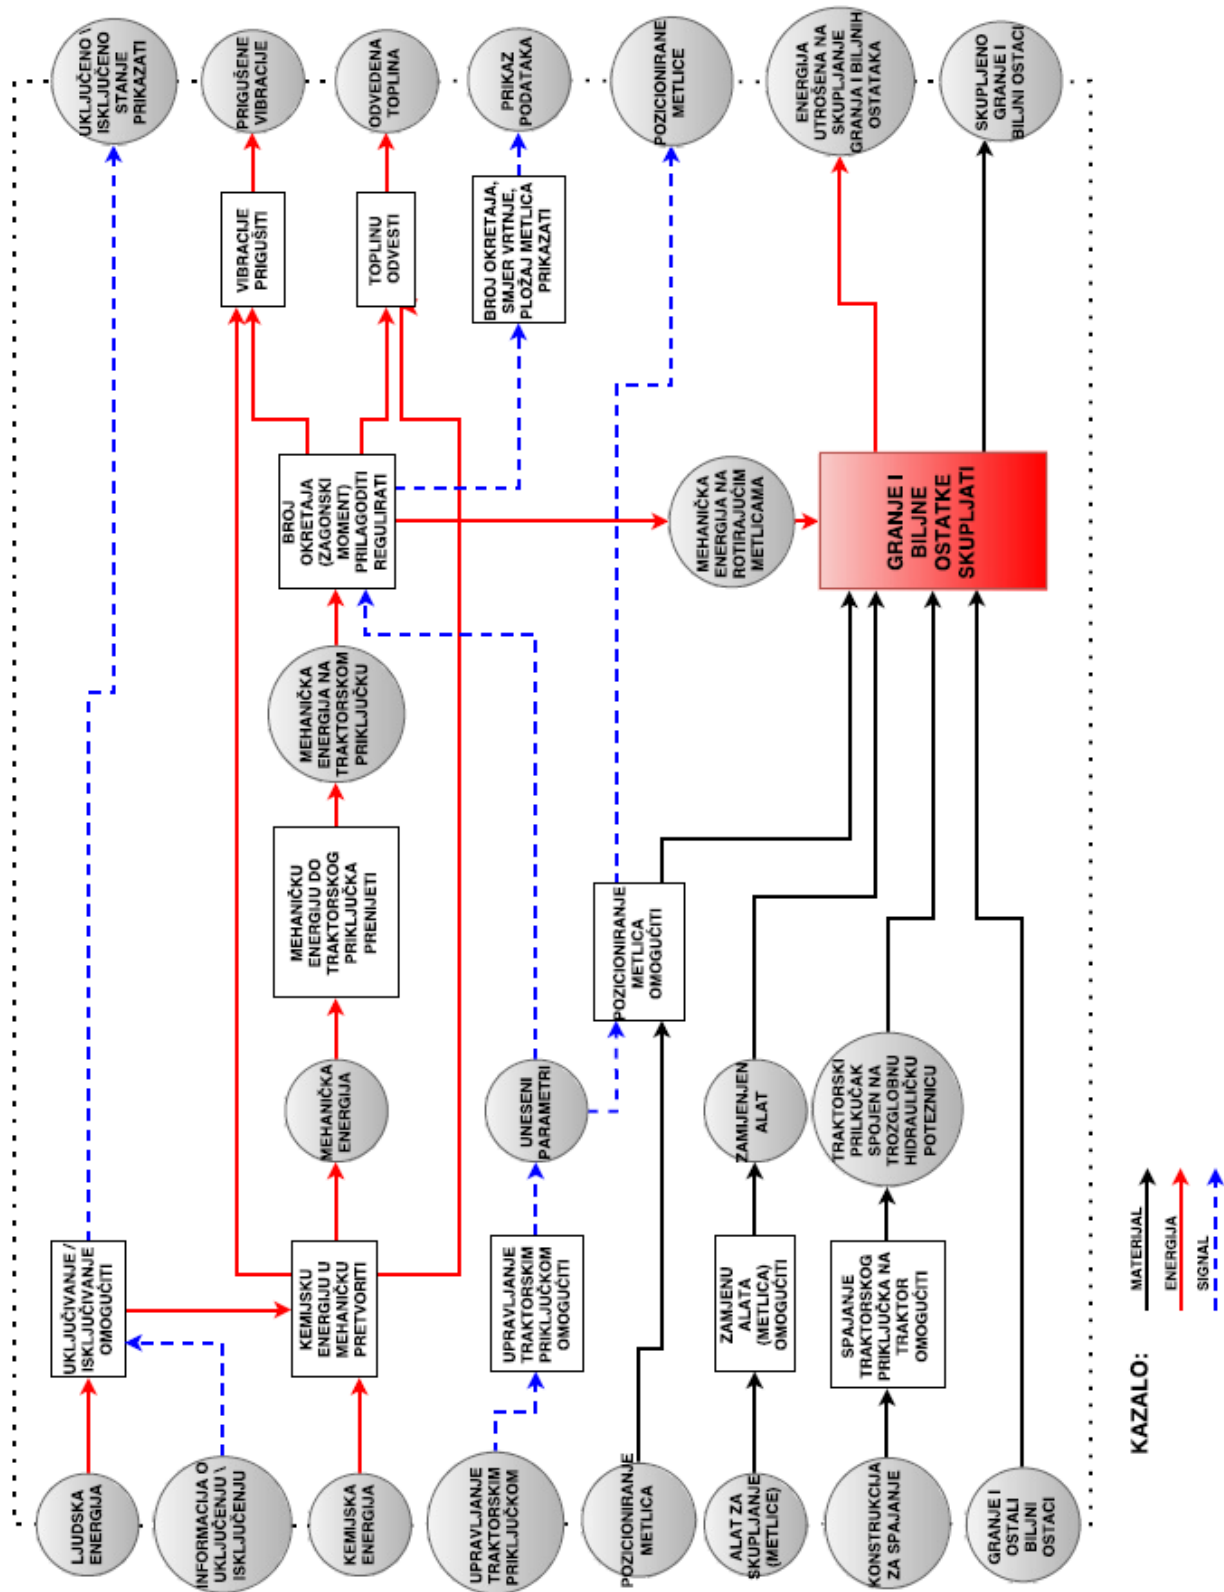 LJUDSKA
ENERGIJA
UKLJUČIVANJE /
ISKLJUČIVANJE
OMOGUĆITI
UKLJUČENO \
ISKLJUČENO
STANJE
PRIKAZATI
INFORMACIJA O
UKLJUČENJU \
ISKLJUČENJU
VIBRACIJE
PRIGUŠITI
PRIGUŠENE
VIBRACIJE
KEMIJSKA
ENERGIJA
KEMIJSKU
ENERGIJU U
MEHANIČKU
PRETVORITI
MEHANIČKA
ENERGIJA
MEHANIČKU
ENERGIJU DO
TRAKTORSKOG
PRIKLJUČKA
PRENIJETI
MEHANIČKA
ENERGIJA NA
TRAKTORSKOM
PRIKLJUČKU
BROJ
OKRETAJA
(ZAGONSKI
MOMENT)
PRILAGODITI
REGULIRATI
TOPLINU
ODVESTI
ODVEDENA
TOPLINA
UPRAVLJANJE
TRAKTORSKIM
PRIKLJUČKOM
UPRAVLJANJE
TRAKTORSKIM
PRIKLJUČKOM
OMOGUĆITI
UNESENI
PARAMETRI
BROJ OKRETAJA,
SMJER VRTNJE,
PLOŽAJ METLICA
PRIKAZATI
PRIKAZ
PODATAKA
POZICIONIRANJE
METLICA
POZICIONIRANJE
METLICA
OMOGUĆITI
POZICIONIRANE
METLICE
ALAT ZA
SKUPLJANJE
(METLICE)
ZAMJENU
ALATA
(METLICA)
OMOGUĆITI
ZAMIJENJEN
ALAT
MEHANIČKA
ENERGIJA NA
ROTIRAJUĆIM
METLICAMA
KONSTRUKCIJA
ZA SPAJANJE
SPAJANJE
TRAKTORSKOG
PRIKLJUČKA NA
TRAKTOR
OMOGUĆITI
TRAKTORSKI
PRILKUČAK
SPOJEN NA
TROZGLOBNU
HIDRAULIČKU
POTEZNICU
GRANJE I
BILJNE
OSTATKE
SKUPLJATI
ENERGIJA
UTROŠENA NA
SKUPLJANJE
GRANJA I BILJNIH
OSTATAKA
GRANJE I
OSTALI
BILJNI
OSTACI
SKUPLJENO
GRANJE I
BILJNI OSTACI
KAZALO:
MATERIJAL
ENERGIJA
SIGNAL